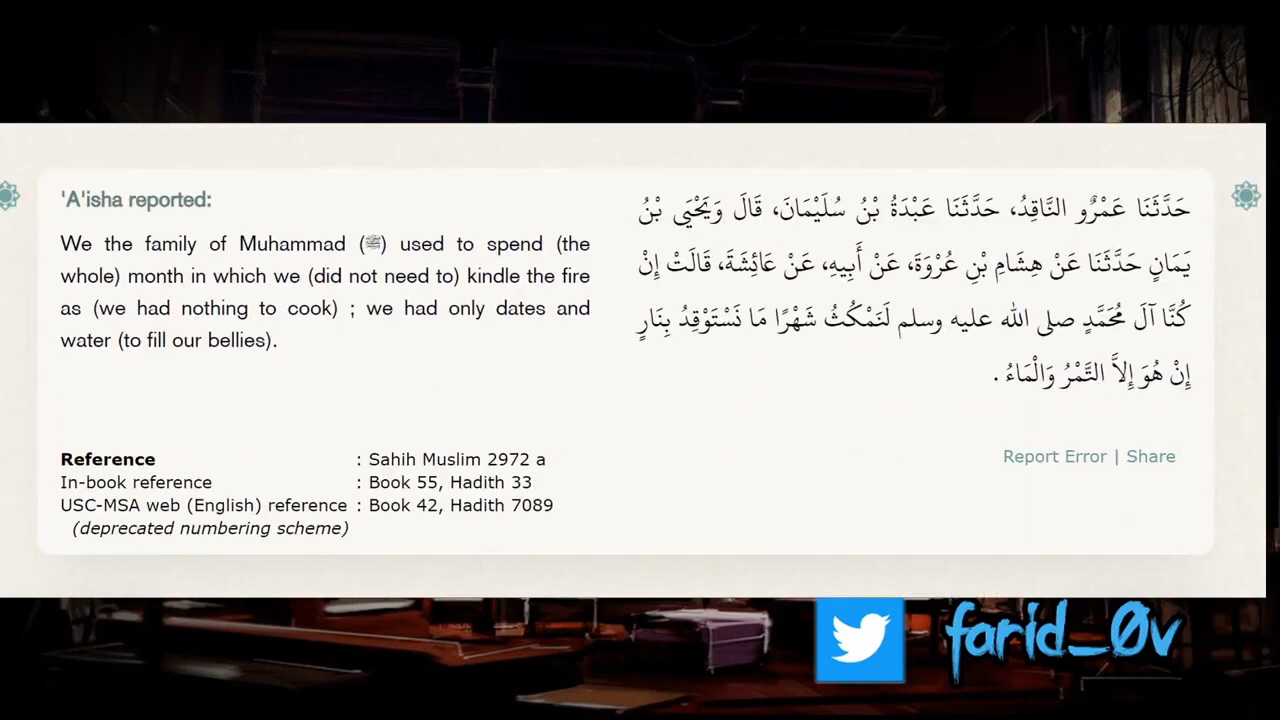 'A'isha reported:
We the family of Muhammad (ﷺ) used to spend (the
whole) month in which we (did not need to) kindle the fire
as (we had nothing to cook) ; we had only dates and
water (to fill our bellies).
حَدَّثَنَا عَمْرٌو النَّاقِدُ، حَدَّثَنَا عَبْدَةُ بْنُ سُلَيْمَانَ، قَالَ وَيَحْيَى بْنُ
يَمَانٍ حَدَّثَنَا عَنْ هِشَامِ بْنِ عُرْوَةَ، عَنْ أَبِيهِ، عَنْ عَائِشَةَ، قَالَتْ إِنْ
كُنَّا آلَ مُحَمَّدٍ صلى الله عليه وسلم لَنَمْكُثُ شَهْرًا مَا نَسْتَوْقِدُ بِنَارٍ
إِنْ هُوَ إِلاَّ التَّمْرُ وَالْمَاءُ .
Reference : Sahih Muslim 2972 a
In-book reference : Book 55, Hadith 33
USC-MSA web (English) reference : Book 42, Hadith 7089
(deprecated numbering scheme)
Report Error | Share
farid_0v